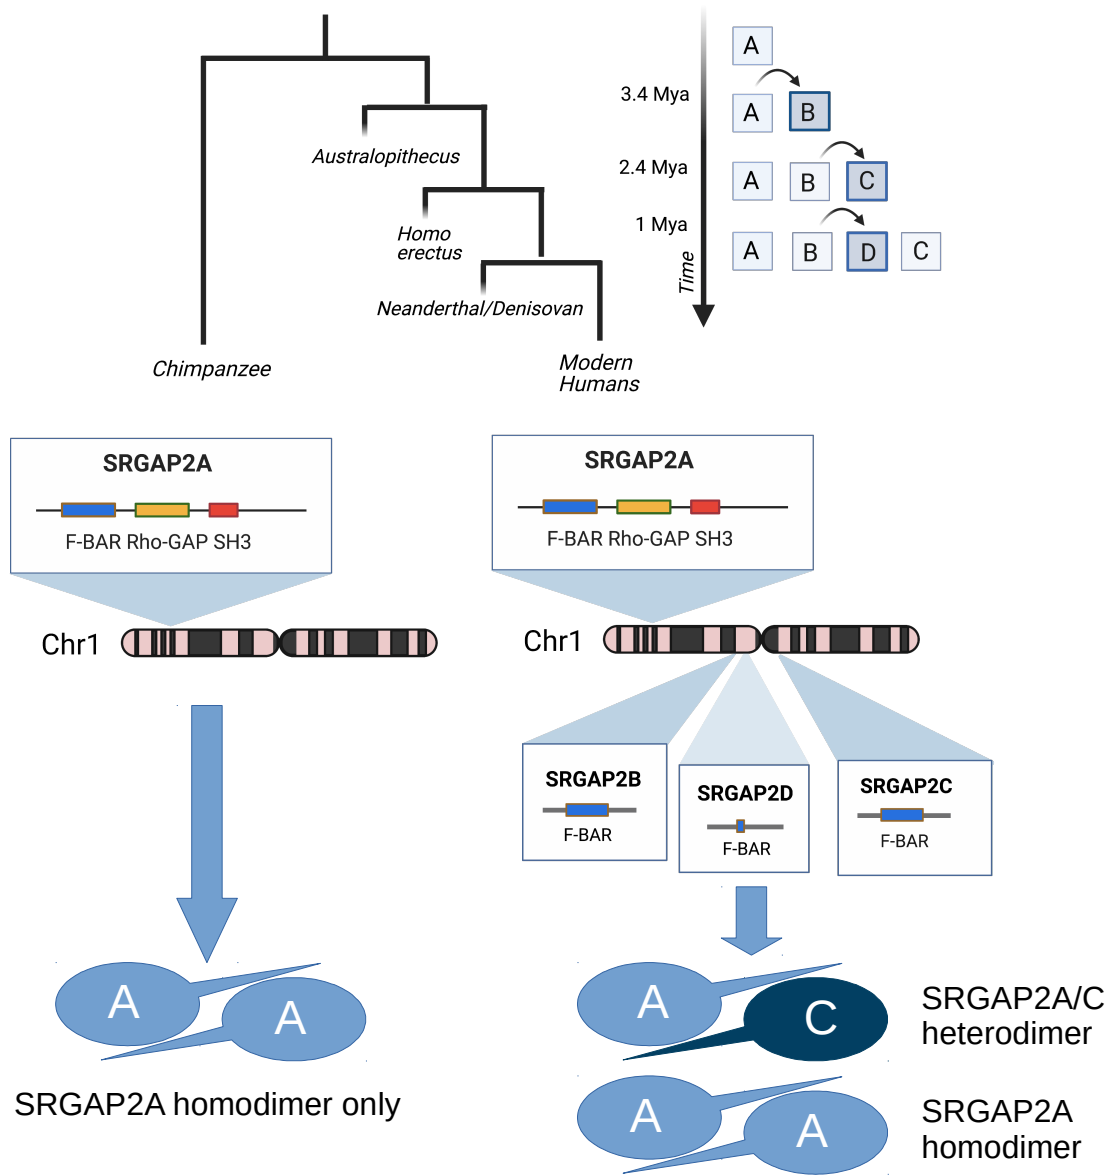 A
3.4 Mya
A
B
Australopithecus
2.4 Mya
A
B
C
1 Mya
Homo
erectus
A
B
D
C
Time
Neanderthal/Denisovan
Chimpanzee
Modern
Humans
SRGAP2A
F-BAR Rho-GAP SH3
SRGAP2A
F-BAR Rho-GAP SH3
Chr1
Chr1
SRGAP2B
F-BAR
SRGAP2D
F-BAR
SRGAP2C
F-BAR
A
A
SRGAP2A homodimer only
A
C
SRGAP2A/C
heterodimer
A
A
SRGAP2A
homodimer